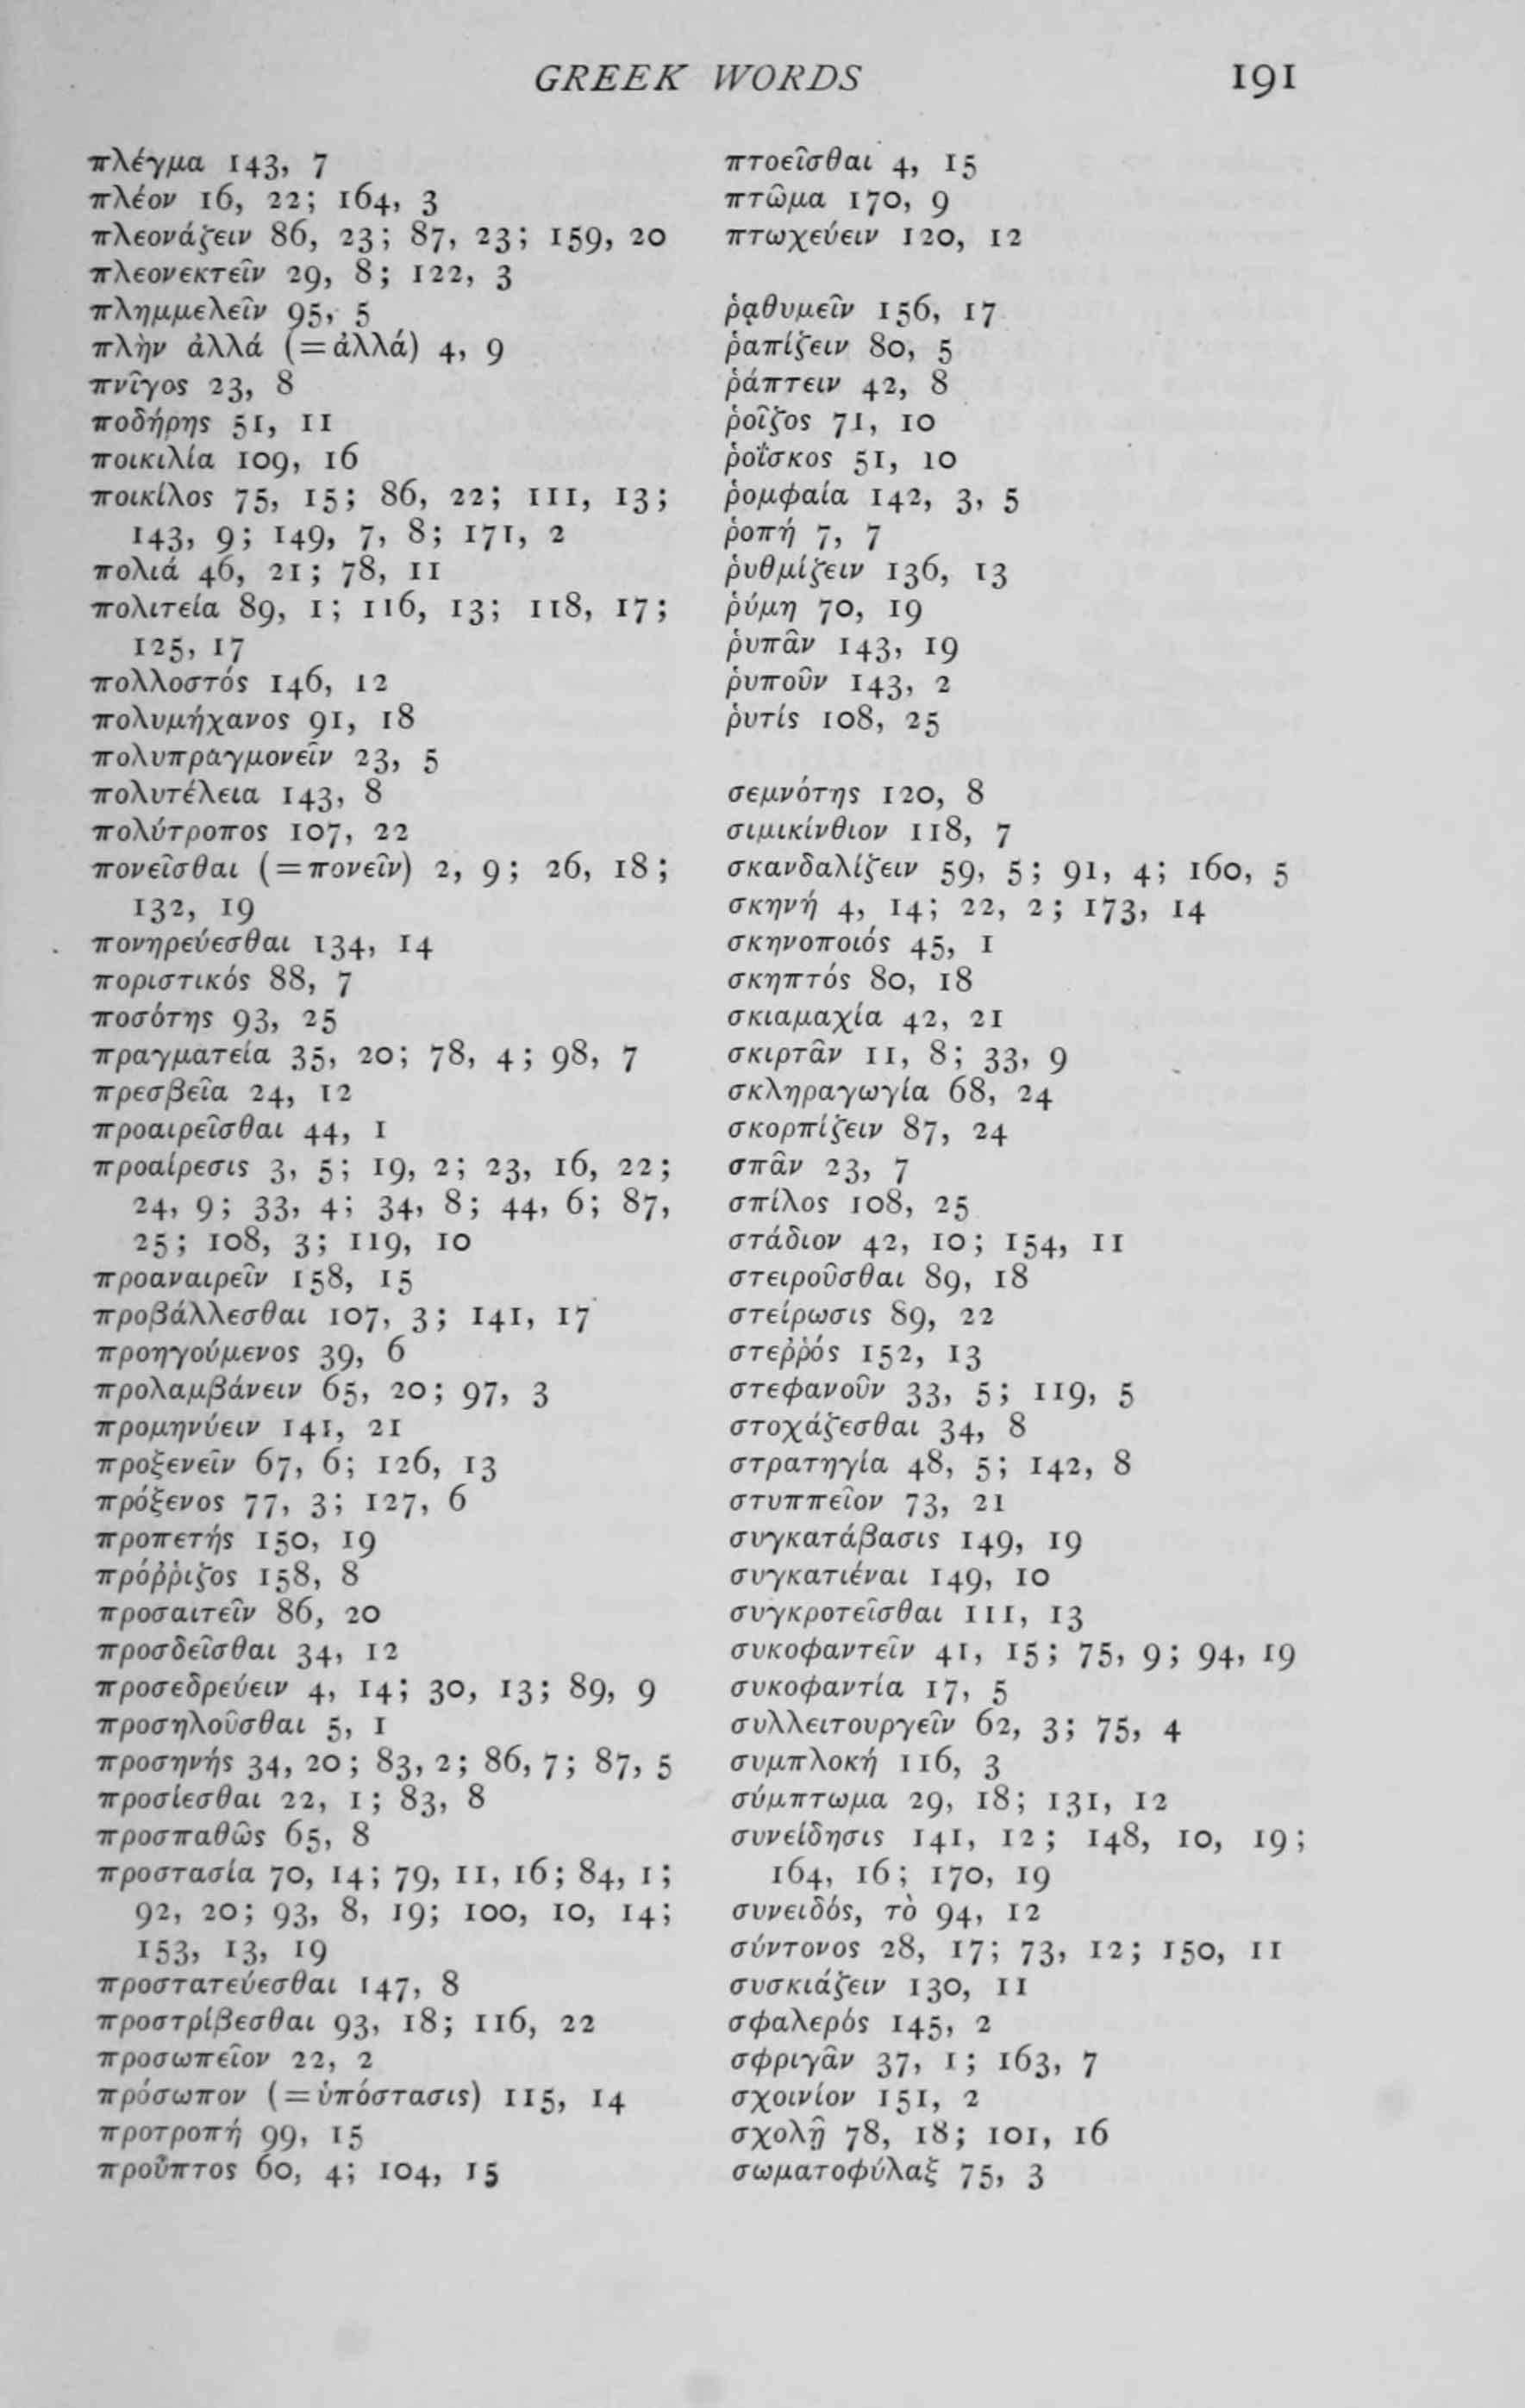 GREEK WORDS 191
πλέγμα 143, 7
πλέον 16, 22; 164, 3
πλεονάζειν 86, 23; 87, 23; 159, 20
πλεονεκτεῖν 29, 8; 122, 3
πλημμελεῖν 95, 5
πλὴν ἀλλά (=ἀλλά) 4, 9
πνῖγος 23, 8
ποδήρης 51, 11
ποικιλία 109, 16
ποικίλος 75, 15; 86, 22; 111, 13;
143, 9; 149, 7, 8; 171, 2
πολιά 46, 21; 78, 11
πολιτεία 89, 1; 116, 13; 118, 17;
125, 17
πολλοστός 146, 12
πολυμήχανος 91, 18
πολυπραγμονεῖν 23, 5
πολυτέλεια 143, 8
πολύτροπος 107, 22
πονεῖσθαι (=πονεῖν) 2, 9; 26, 18;
132, 19
πονηρεύεσθαι 134, 14
ποριστικός 88, 7
ποσότης 93, 25
πραγματεία 35, 20; 78, 4; 98, 7
πρεσβεῖα 24, 12
προαιρεῖσθαι 44, 1
προαίρεσις 3, 5; 19, 2; 23, 16, 22;
24, 9; 33, 4; 34, 8; 44, 6; 87,
25; 108, 3; 119, 10
προαναιρεῖν 158, 15
προβάλλεσθαι 107, 3; 141, 17
προηγούμενος 39, 6
προλαμβάνειν 65, 20; 97, 3
προμηνύειν 141, 21
προξενεῖν 67, 6; 126, 13
πρόξενος 77, 3; 127, 6
προπετής 150, 19
πρόῤῥιζος 158, 8
προσαιτεῖν 86, 20
προσδεῖσθαι 34, 12
προσεδρεύειν 4, 14; 30, 13; 89, 9
προσηλοῦσθαι 5, 1
προσηνής 34, 20; 83, 2; 86, 7; 87, 5
προσίεσθαι 22, 1; 83, 8
προσπαθῶς 65, 8
προστασία 70, 14; 79, 11, 16; 84, 1;
92, 20; 93, 8, 19; 100, 10, 14;
153, 13, 19
προστατεύεσθαι 147, 8
προστρίβεσθαι 93, 18; 116, 22
προσωπεῖον 22, 2
πρόσωπον (=ὑπόστασις) 115, 14
προτροπή 99, 15
προὖπτος 60, 4; 104, 15
πτοεῖσθαι 4, 15
πτῶμα 170, 9
πτωχεύειν 120, 12
ῥᾳθυμεῖν 156, 17
ῥαπίζειν 80, 5
ῥάπτειν 42, 8
ῥοῖζος 71, 10
ῥοΐσκος 51, 10
ῥομφαία 142, 3, 5
ῥοπή 7, 7
ῥυθμίζειν 136, 13
ῥύμη 70, 19
ῥυπᾶν 143, 19
ῥυποῦν 143, 2
ῥυτίς 108, 25
σεμνότης 120, 8
σιμικίνθιον 118, 7
σκανδαλίζειν 59, 5; 91, 4; 160, 5
σκηνή 4, 14; 22, 2; 173, 14
σκηνοποιός 45, 1
σκηπτός 80, 18
σκιαμαχία 42, 21
σκιρτᾶν 11, 8; 33, 9
σκληραγωγία 68, 24
σκορπίζειν 87, 24
σπᾶν 23, 7
σπίλος 108, 25
στάδιον 42, 10; 154, 11
στειροῦσθαι 89, 18
στείρωσις 89, 22
στεῤῥός 152, 13
στεφανοῦν 33, 5; 119, 5
στοχάζεσθαι 34, 8
στρατηγία 48, 5; 142, 8
στυππεῖον 73, 21
συγκατάβασις 149, 19
συγκατιέναι 149, 10
συγκροτεῖσθαι 111, 13
συκοφαντεῖν 41, 15; 75, 9; 94, 19
συκοφαντία 17, 5
συλλειτουργεῖν 62, 3; 75, 4
συμπλοκή 116, 3
σύμπτωμα 29, 18; 131, 12
συνείδησις 141, 12; 148, 10, 19;
164, 16; 170, 19
συνειδός, τὸ 94, 12
σύντονος 28, 17; 73, 12; 150, 11
συσκιάζειν 130, 11
σφαλερός 145, 2
σφριγᾶν 37, 1; 163, 7
σχοινίον 151, 2
σχολῇ 78, 18; 101, 16
σωματοφύλαξ 75, 3